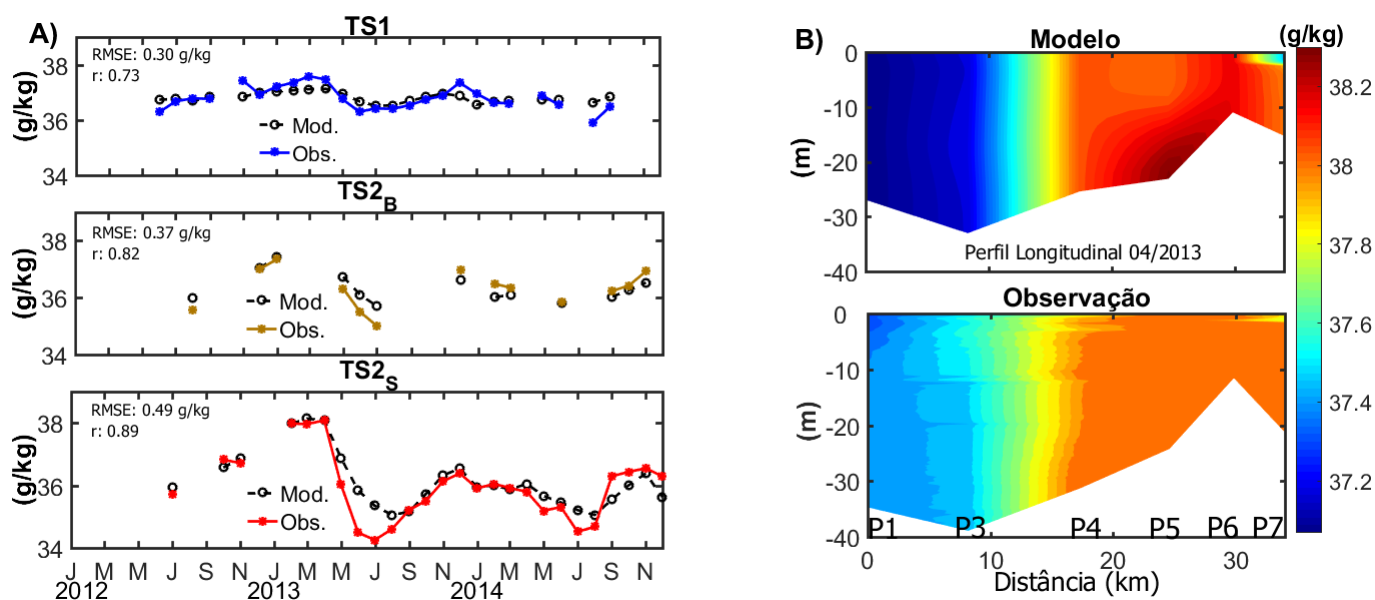 A)
TS1
RMSE: 0.30 g/kg
r: 0.73
(g/kg)
38
36
34
Mod.
Obs.
TS2B
RMSE: 0.37 g/kg
r: 0.82
(g/kg)
38
36
34
Mod.
Obs.
TS2S
RMSE: 0.49 g/kg
r: 0.89
(g/kg)
38
36
34
Mod.
Obs.
J M M J S N J M M J S N J M M J S N
2012 2013 2014
B)
Modelo
(g/kg)
0
-10
-20
-30
-40
(m)
Perfil Longitudinal 04/2013
Observação
0
-10
-20
-30
-40
(m)
P1 P3 P4 P5 P6 P7
0 10 20 30
Distância (km)
38.2
38
37.8
37.6
37.4
37.2